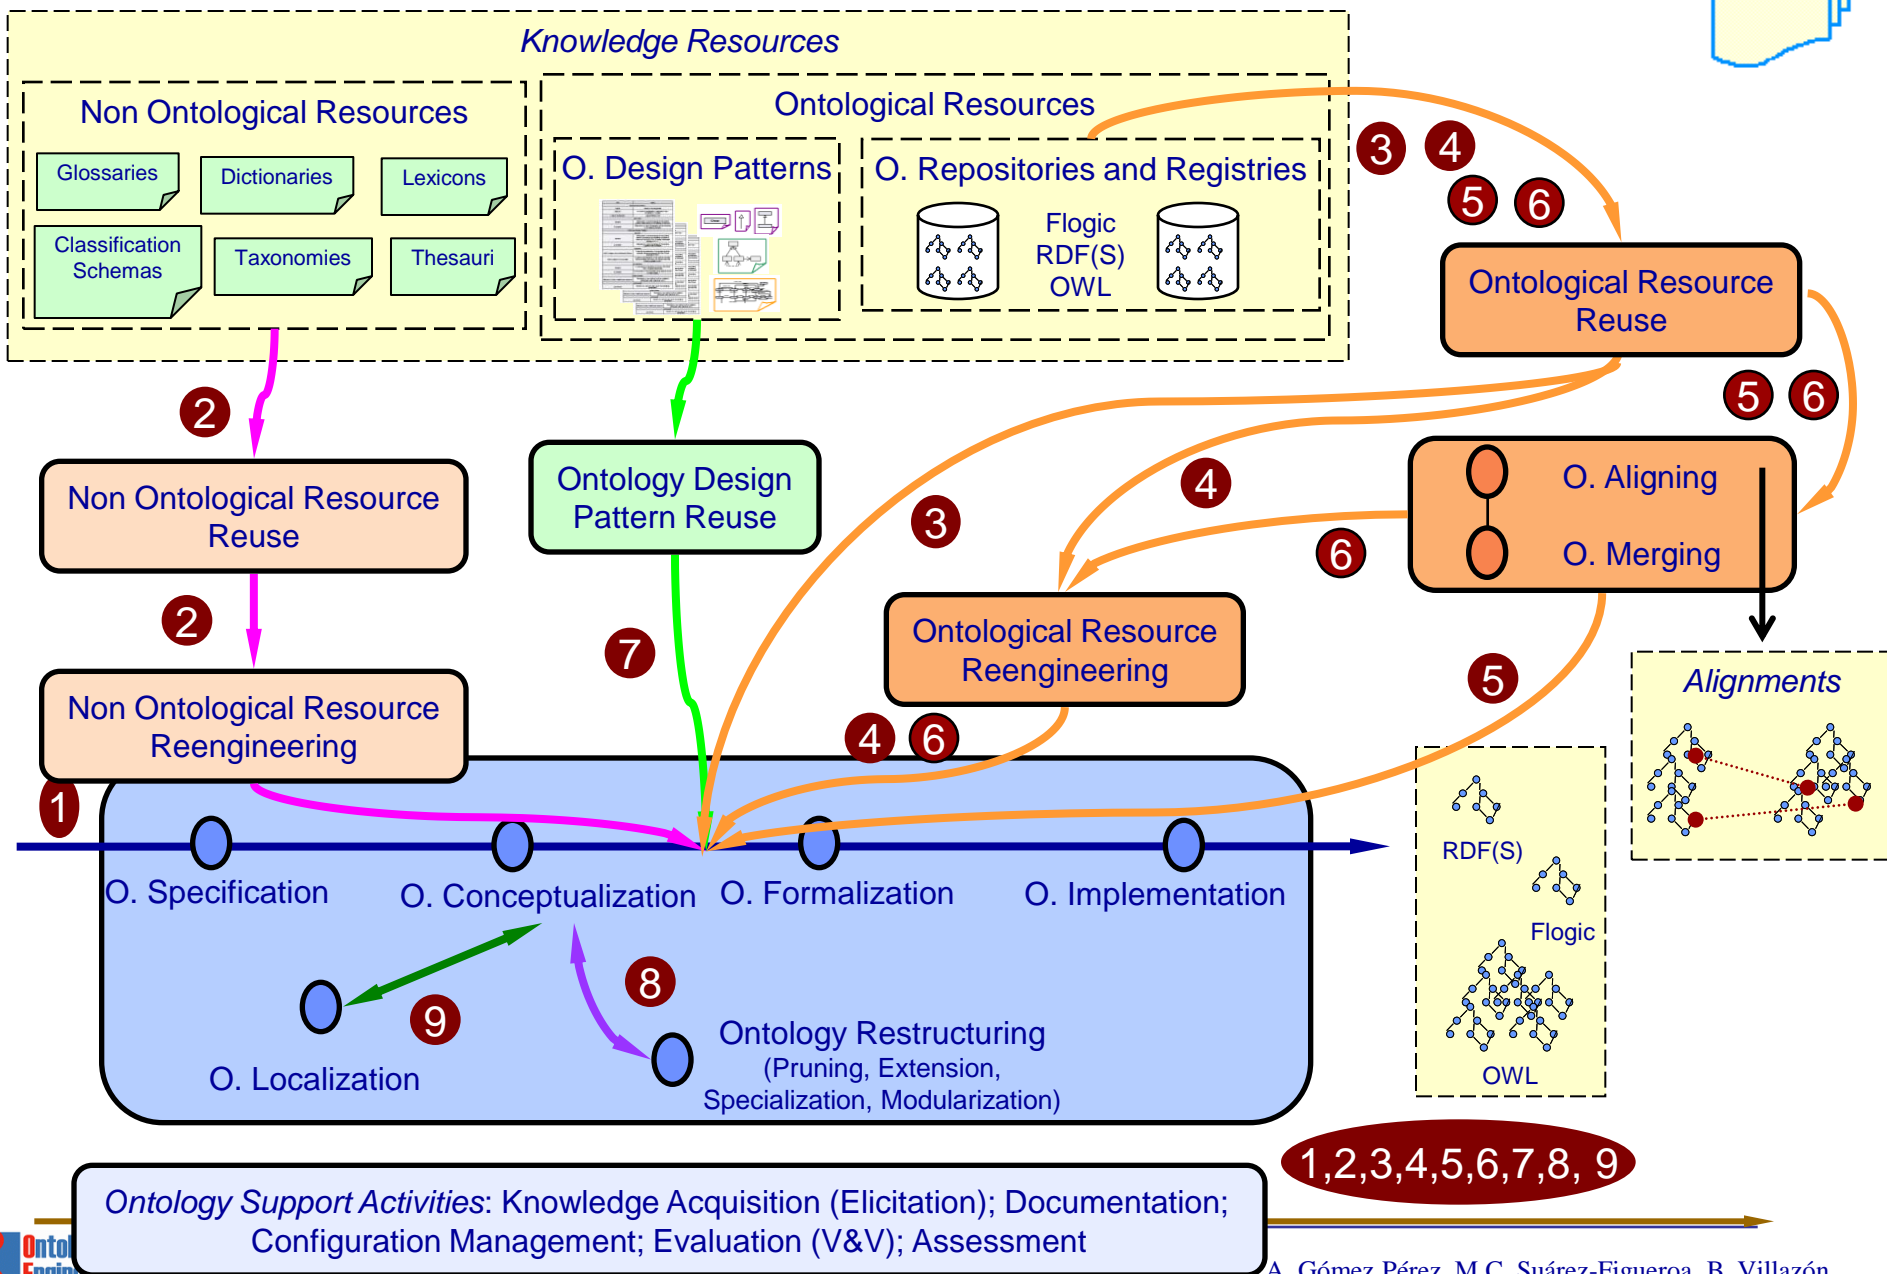 Knowledge Resources
Non Ontological Resources
Glossaries
Dictionaries
Lexicons
Classification
Schemas
Taxonomies
Thesauri
Ontological Resources
O. Design Patterns
O. Repositories and Registries
Flogic
RDF(S)
OWL
3
4
5
6
Ontological Resource
Reuse
5
6
2
Non Ontological Resource
Reuse
Ontology Design
Pattern Reuse
3
4
6
O. Aligning
O. Merging
2
7
Ontological Resource
Reengineering
5
Alignments
Non Ontological Resource
Reengineering
4
6
1
O. Specification
O. Conceptualization
O. Formalization
O. Implementation
RDF(S)
Flogic
OWL
9
8
O. Localization
Ontology Restructuring
(Pruning, Extension,
Specialization, Modularization)
1,2,3,4,5,6,7,8, 9
Ontology Support Activities: Knowledge Acquisition (Elicitation); Documentation;
Configuration Management; Evaluation (V&V); Assessment
A. Gómez Pérez, M.C. Suárez-Figueroa, B. Villazón